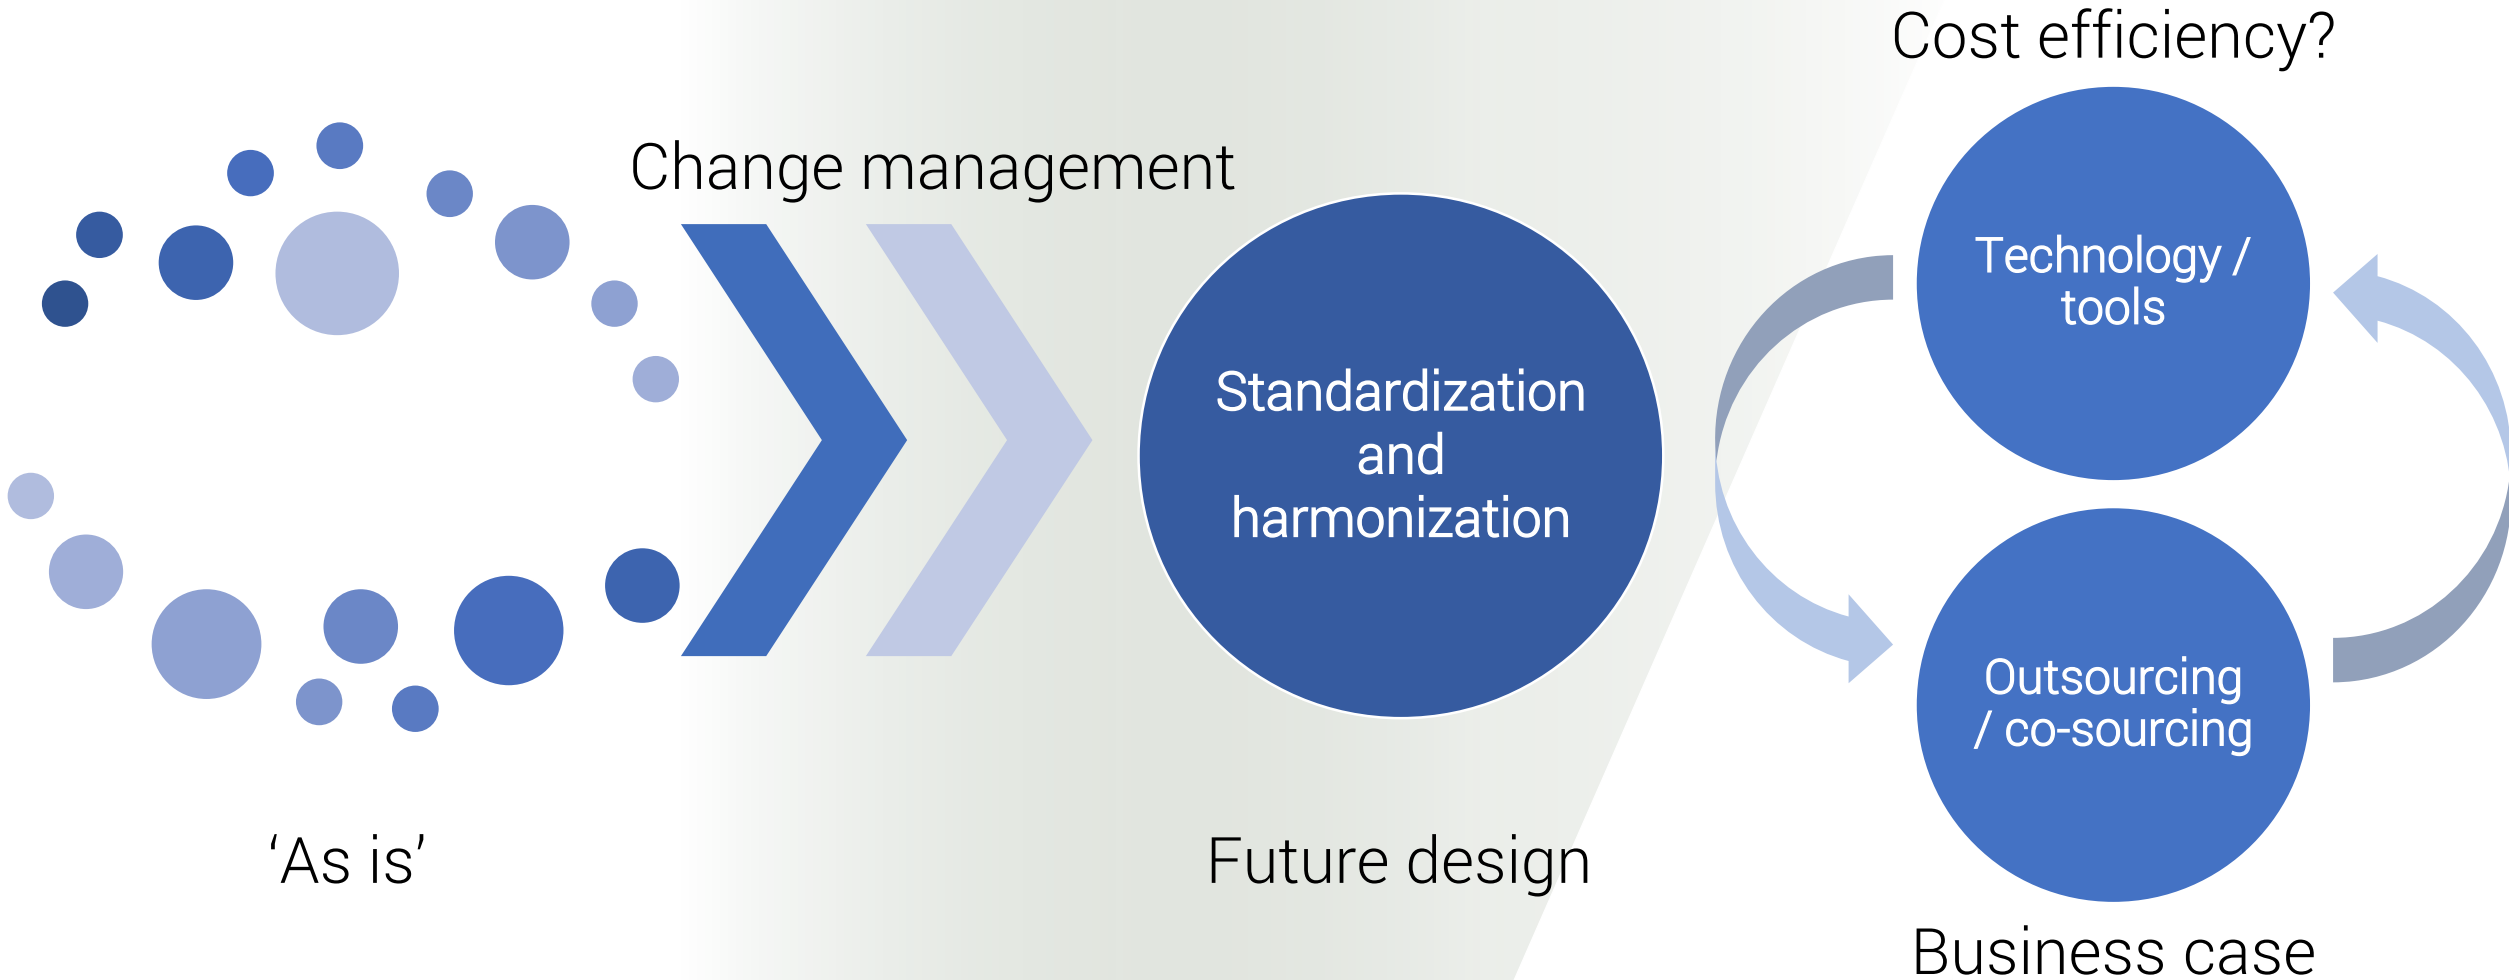 Cost efficiency?
Change management
Technology /
tools
Standardization
and
harmonization
Outsourcing
/ co-sourcing
‘As is’
Future design
Business case